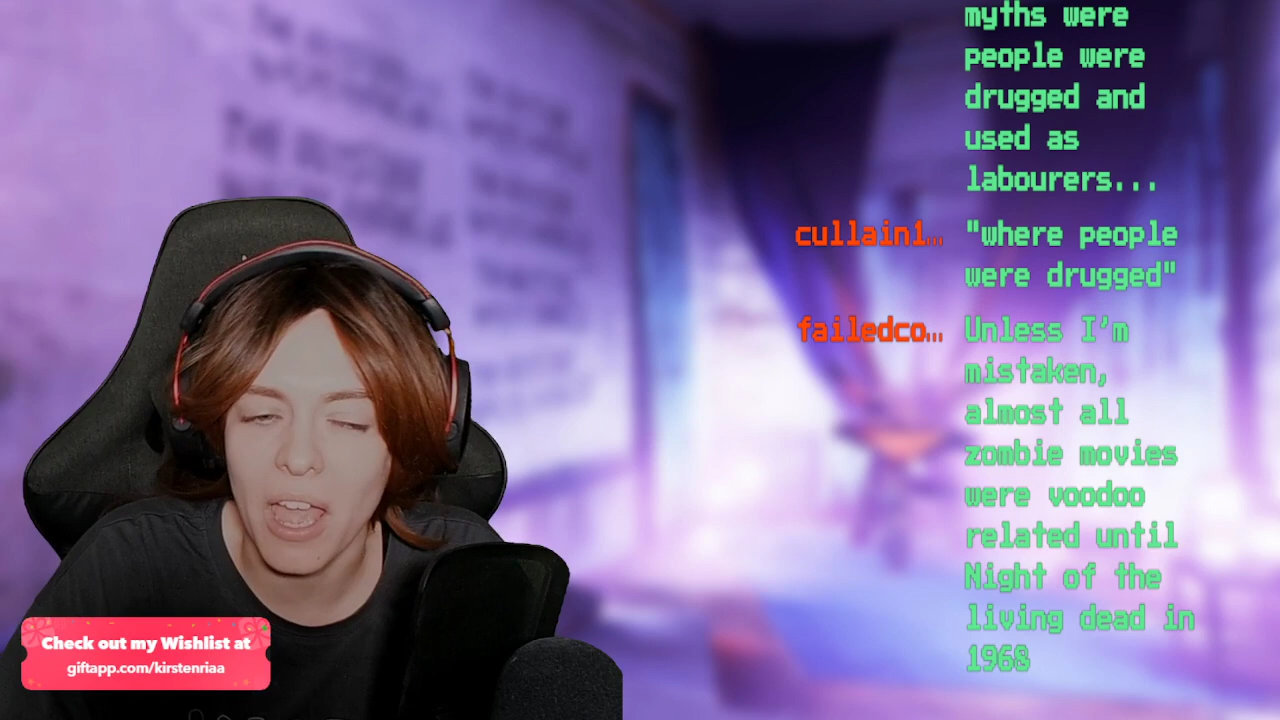 myths were
people were
drugged and
used as
labourers...
cullain1… "where people
were drugged"
failedco… Unless I'm
mistaken,
almost all
zombie movies
were voodoo
related until
Night of the
living dead in
1968
Check out my Wishlist at
giftapp.com/kirstenriaa